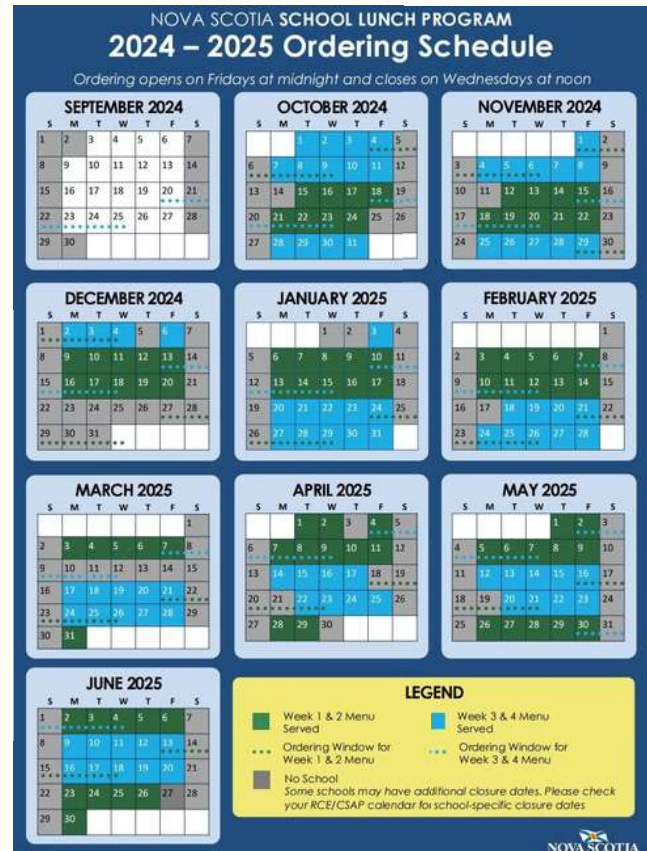 NOVA SCOTIA SCHOOL LUNCH PROGRAM
2024 – 2025 Ordering Schedule
Ordering opens on Fridays at midnight and closes on Wednesdays at noon
SEPTEMBER 2024
S M T W T F S
1 2 3 4 5 6 7
8 9 10 11 12 13 14
15 16 17 18 19 20 21
22 23 24 25 26 27 28
29 30
OCTOBER 2024
S M T W T F S
1 2 3 4 5
6 7 8 9 10 11 12
13 14 15 16 17 18 19
20 21 22 23 24 25 26
27 28 29 30 31
NOVEMBER 2024
S M T W T F S
1 2
3 4 5 6 7 8 9
10 11 12 13 14 15 16
17 18 19 20 21 22 23
24 25 26 27 28 29 30
DECEMBER 2024
S M T W T F S
1 2 3 4 5 6 7
8 9 10 11 12 13 14
15 16 17 18 19 20 21
22 23 24 25 26 27 28
29 30 31
JANUARY 2025
S M T W T F S
1 2 3 4
5 6 7 8 9 10 11
12 13 14 15 16 17 18
19 20 21 22 23 24 25
26 27 28 29 30 31
FEBRUARY 2025
S M T W T F S
1
2 3 4 5 6 7 8
9 10 11 12 13 14 15
16 17 18 19 20 21 22
23 24 25 26 27 28
MARCH 2025
S M T W T F S
1
2 3 4 5 6 7 8
9 10 11 12 13 14 15
16 17 18 19 20 21 22
23 24 25 26 27 28 29
30 31
APRIL 2025
S M T W T F S
1 2 3 4 5
6 7 8 9 10 11 12
13 14 15 16 17 18 19
20 21 22 23 24 25 26
27 28 29 30
MAY 2025
S M T W T F S
1 2 3
4 5 6 7 8 9 10
11 12 13 14 15 16 17
18 19 20 21 22 23 24
25 26 27 28 29 30 31
JUNE 2025
S M T W T F S
1 2 3 4 5 6 7
8 9 10 11 12 13 14
15 16 17 18 19 20 21
22 23 24 25 26 27 28
29 30
LEGEND
Week 1 & 2 Menu
Served
Week 3 & 4 Menu
Served
Ordering Window for
Week 1 & 2 Menu
Ordering Window for
Week 3 & 4 Menu
No School
Some schools may have additional closure dates. Please check
your RCE/CSAP calendar for school-specific closure dates
NOVA SCOTIA